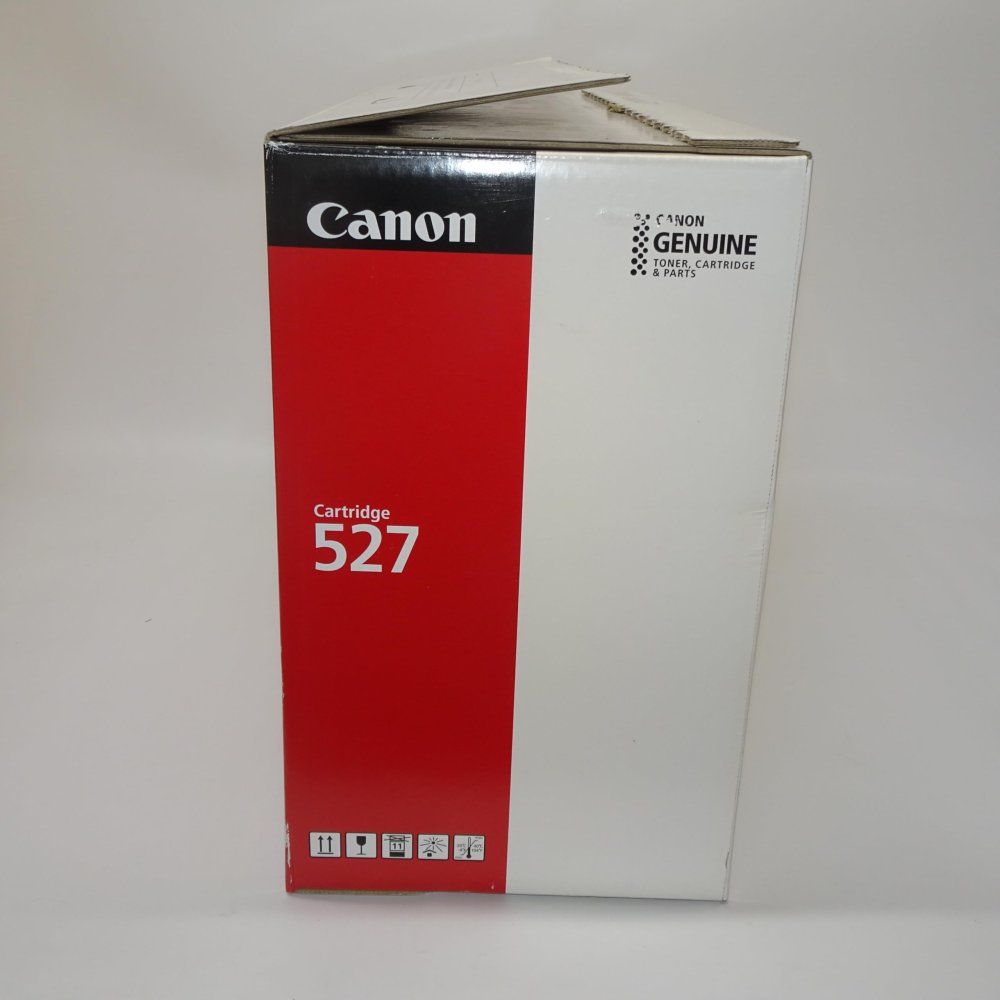 Canon
CANON
GENUINE
TONER, CARTRIDGE
& PARTS
Cartridge
527
11